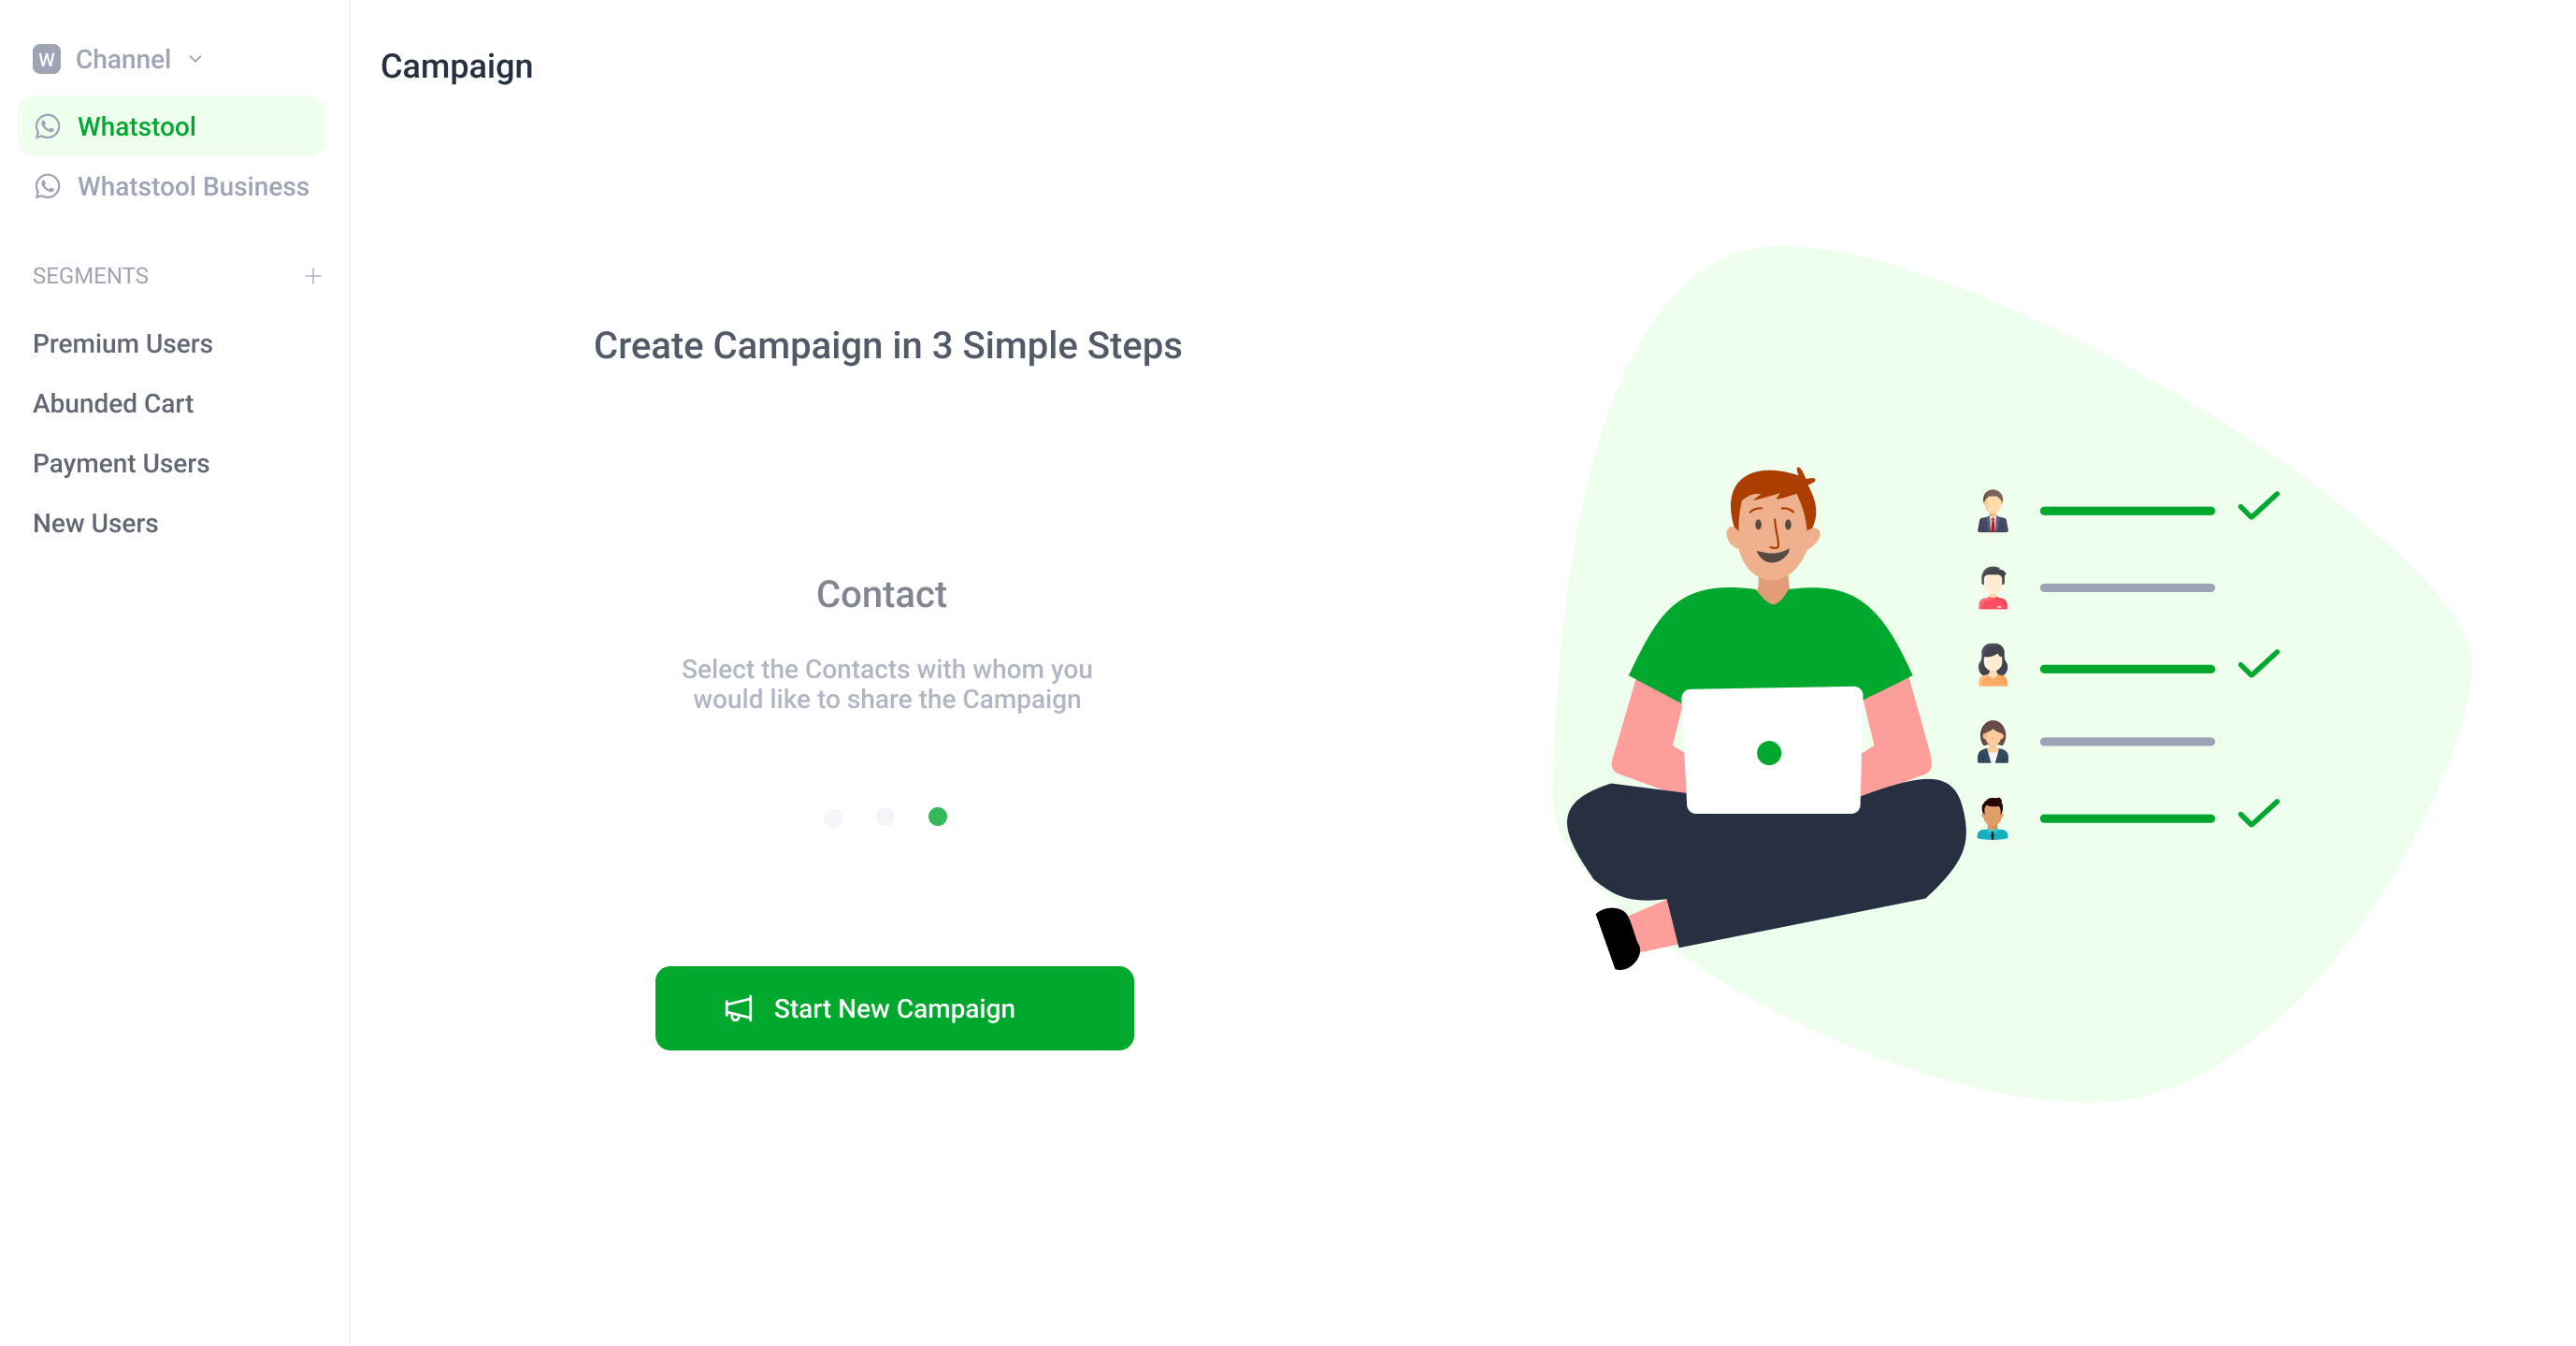 W Channel
Whatstool
Whatstool Business
SEGMENTS
Premium Users
Abunded Cart
Payment Users
New Users
Campaign
Create Campaign in 3 Simple Steps
Contact
Select the Contacts with whom you
would like to share the Campaign
Start New Campaign